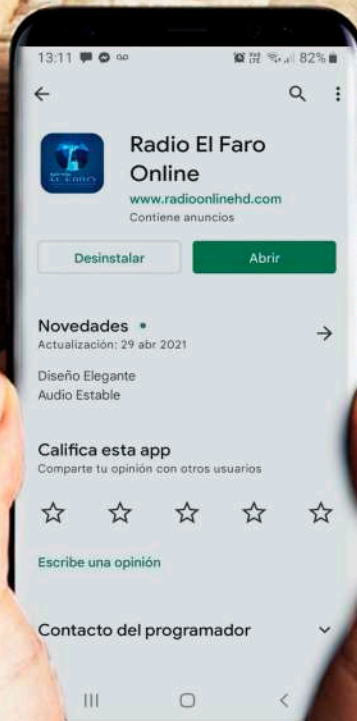 13:11 82%
Radio El Faro
Online
www.radioonlinehd.com
Contiene anuncios
Desinstalar Abrir
Novedades •
Actualización: 29 abr 2021
Diseño Elegante
Audio Estable
Califica esta app
Comparte tu opinión con otros usuarios
Escribe una opinión
Contacto del programador